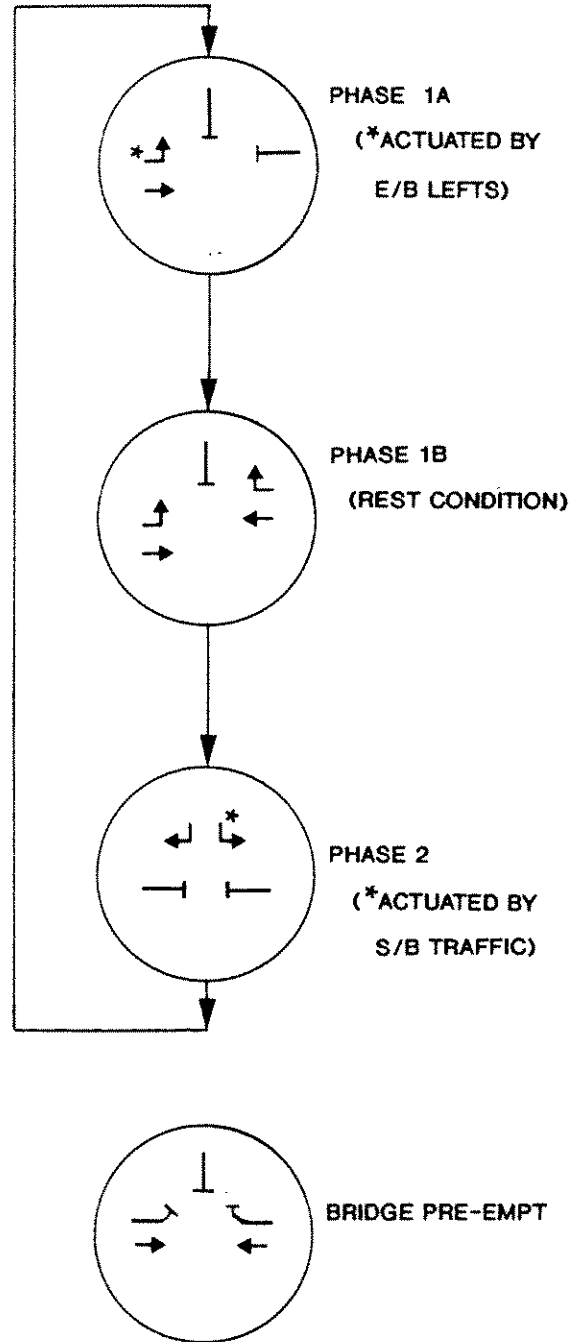 PHASE 1A
(*ACTUATED BY
E/B LEFTS)
*
PHASE 1B
(REST CONDITION)
*
PHASE 2
(*ACTUATED BY
S/B TRAFFIC)
BRIDGE PRE-EMPT